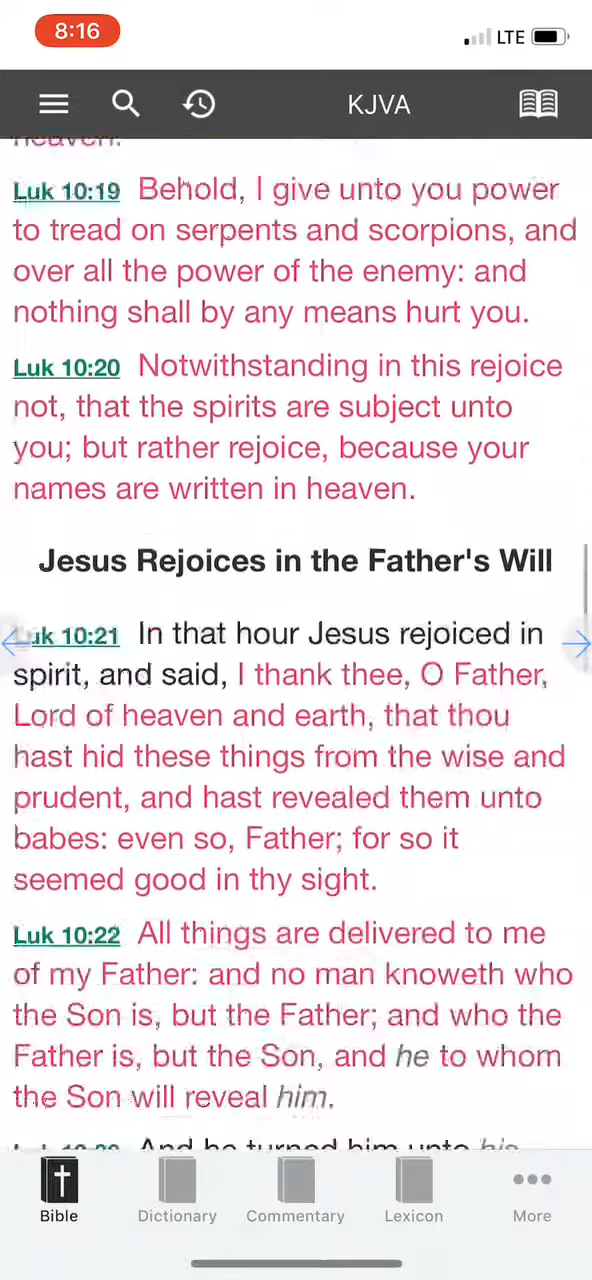 8:16
LTE
KJVA
heaven.
Luk 10:19 Behold, I give unto you power
to tread on serpents and scorpions, and
over all the power of the enemy: and
nothing shall by any means hurt you.
Luk 10:20 Notwithstanding in this rejoice
not, that the spirits are subject unto
you; but rather rejoice, because your
names are written in heaven.
Jesus Rejoices in the Father's Will
Luk 10:21 In that hour Jesus rejoiced in
spirit, and said, I thank thee, O Father,
Lord of heaven and earth, that thou
hast hid these things from the wise and
prudent, and hast revealed them unto
babes: even so, Father; for so it
seemed good in thy sight.
Luk 10:22 All things are delivered to me
of my Father: and no man knoweth who
the Son is, but the Father; and who the
Father is, but the Son, and he to whom
the Son will reveal him.
And he turned him unto his
Bible
Dictionary
Commentary
Lexicon
More